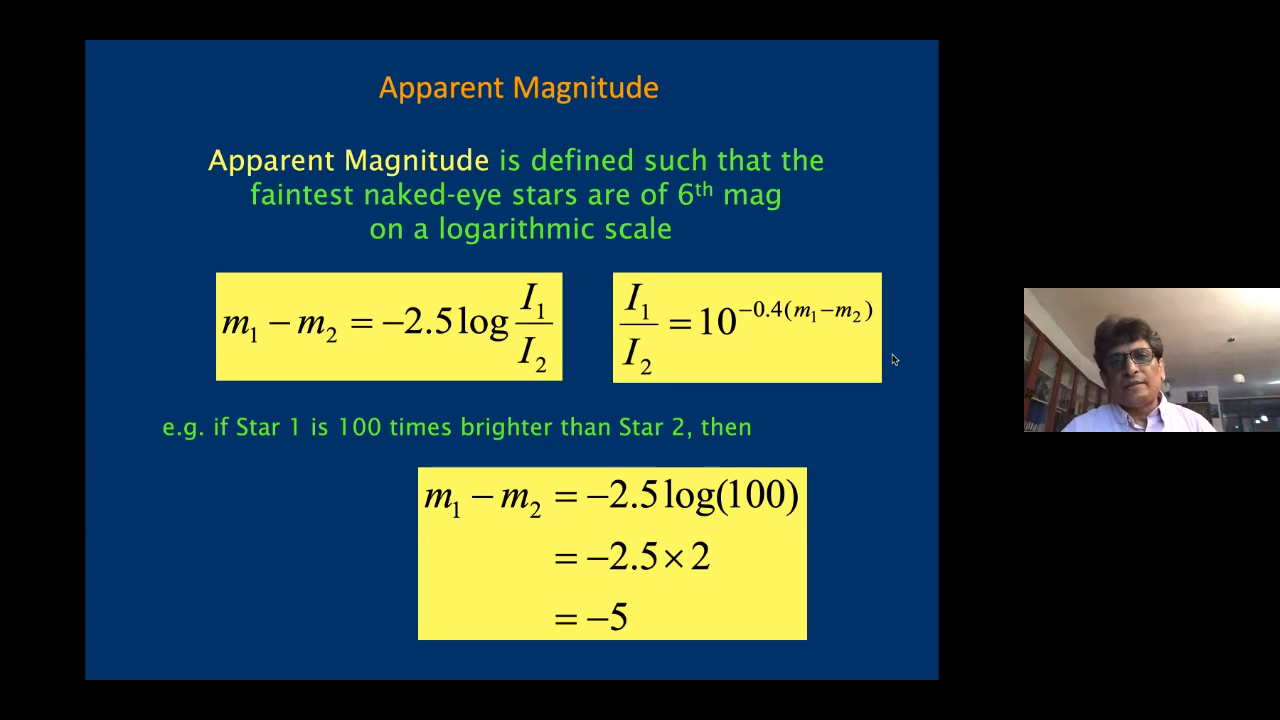 Apparent Magnitude
Apparent Magnitude is defined such that the
faintest naked-eye stars are of 6th mag
on a logarithmic scale
m₁ − m₂ = −2.5 log I₁/I₂
I₁/I₂ = 10^−0.4(m₁−m₂)
e.g. if Star 1 is 100 times brighter than Star 2, then
m₁ − m₂ = −2.5 log(100)
= −2.5 × 2
= −5